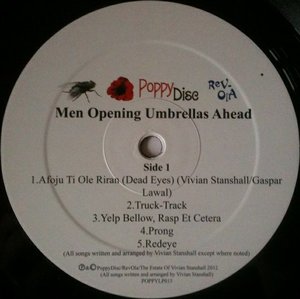 PoppyDisc
Rev-Ola
Men Opening Umbrellas Ahead
Side 1
1.Afoju Ti Ole Riran (Dead Eyes) (Vivian Stanshall/Gaspar
Lawal)
2.Truck-Track
3.Yelp Bellow, Rasp Et Cetera
4.Prong
5.Redeye
(All songs written and arranged by Vivian Stanshall except where noted)
Ⓟ&© PoppyDisc/RevOla/The Estate Of Vivian Stanshall 2012
(All songs written and arranged by Vivian Stanshall)
POPPYLP013